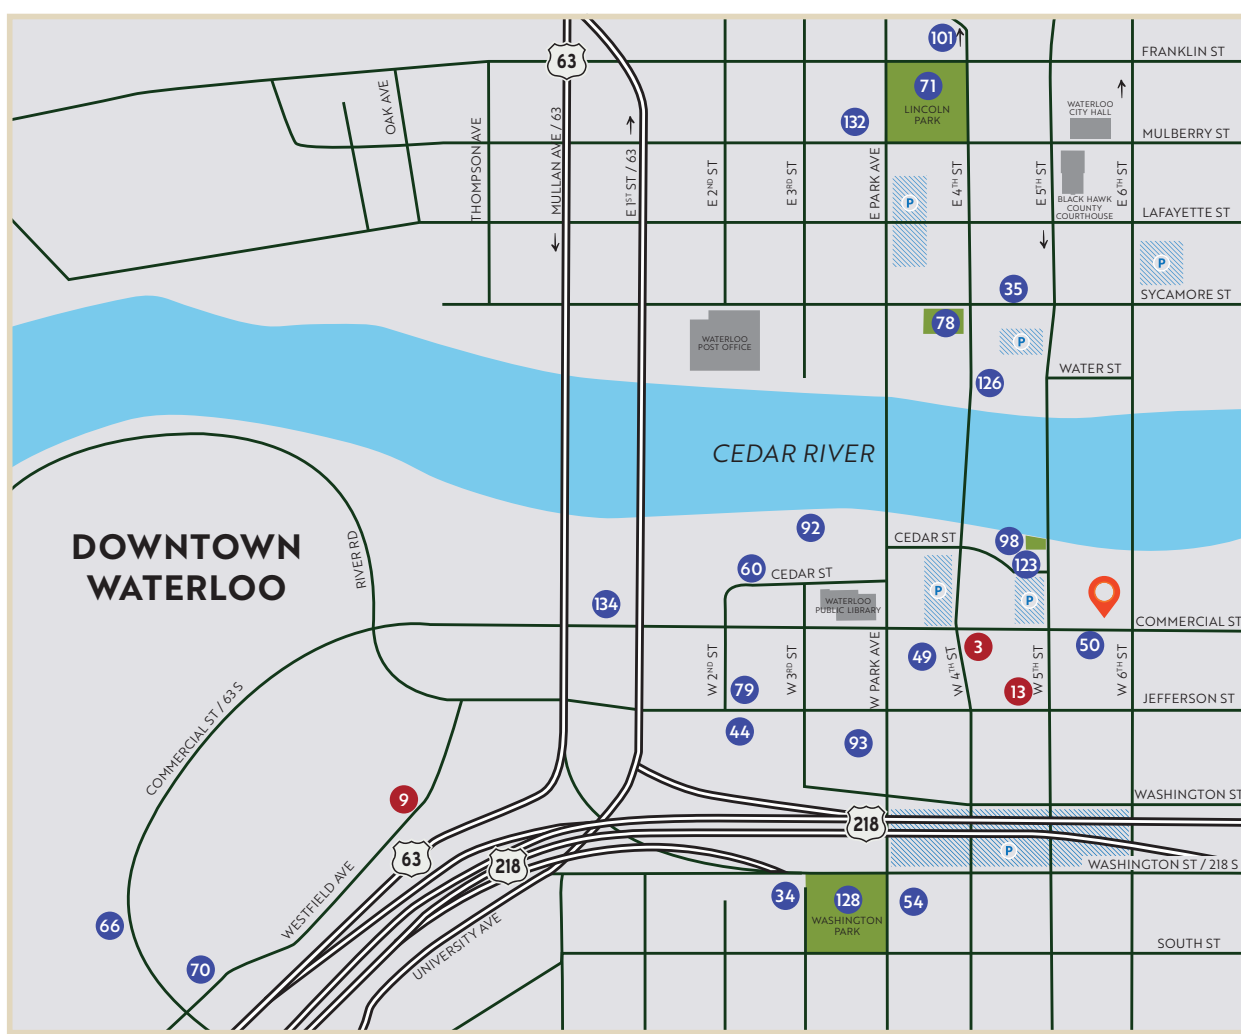 101
FRANKLIN ST
63
71
LINCOLN
PARK
OAK AVE
132
WATERLOO
CITY HALL
MULBERRY ST
THOMPSON AVE
MULLAN AVE / 63
E 1ST ST / 63
E 2ND ST
E 3RD ST
E PARK AVE
E 4TH ST
E 5TH ST
E 6TH ST
BLACK HAWK
COUNTY
COURTHOUSE
P
LAFAYETTE ST
P
35
SYCAMORE ST
78
WATERLOO
POST OFFICE
P
WATER ST
126
CEDAR RIVER
92
98
CEDAR ST
DOWNTOWN
WATERLOO
RIVER RD
60
CEDAR ST
123
P
P
134
WATERLOO
PUBLIC LIBRARY
COMMERCIAL ST
3
50
49
W 2ND ST
W 3RD ST
W PARK AVE
W 4TH ST
W 5TH ST
W 6TH ST
79
13
JEFFERSON ST
COMMERCIAL ST / 63 S
44
93
9
WASHINGTON ST
218
63
218
P
WASHINGTON ST / 218 S
WESTFIELD AVE
34
128
54
WASHINGTON
PARK
66
UNIVERSITY AVE
SOUTH ST
70